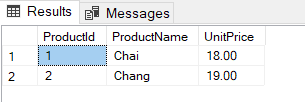 Results Messages
ProductId ProductName UnitPrice
1 1 Chai 18.00
2 2 Chang 19.00